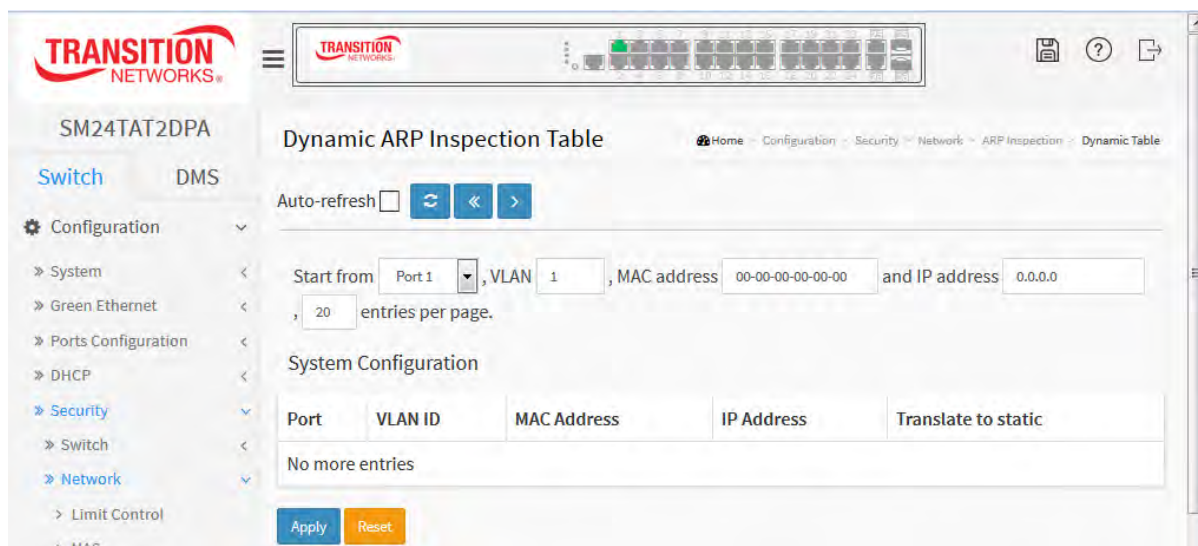 TRANSITION
NETWORKS®
TRANSITION
NETWORKS
SM24TAT2DPA
Switch DMS
Configuration
» System
» Green Ethernet
» Ports Configuration
» DHCP
» Security
» Switch
» Network
> Limit Control
Dynamic ARP Inspection Table
Home - Configuration - Security - Network - ARP Inspection - Dynamic Table
Auto-refresh
Start from Port 1 , VLAN 1 , MAC address 00-00-00-00-00-00 and IP address 0.0.0.0
, 20 entries per page.
System Configuration
Port VLAN ID MAC Address IP Address Translate to static
No more entries
Apply Reset